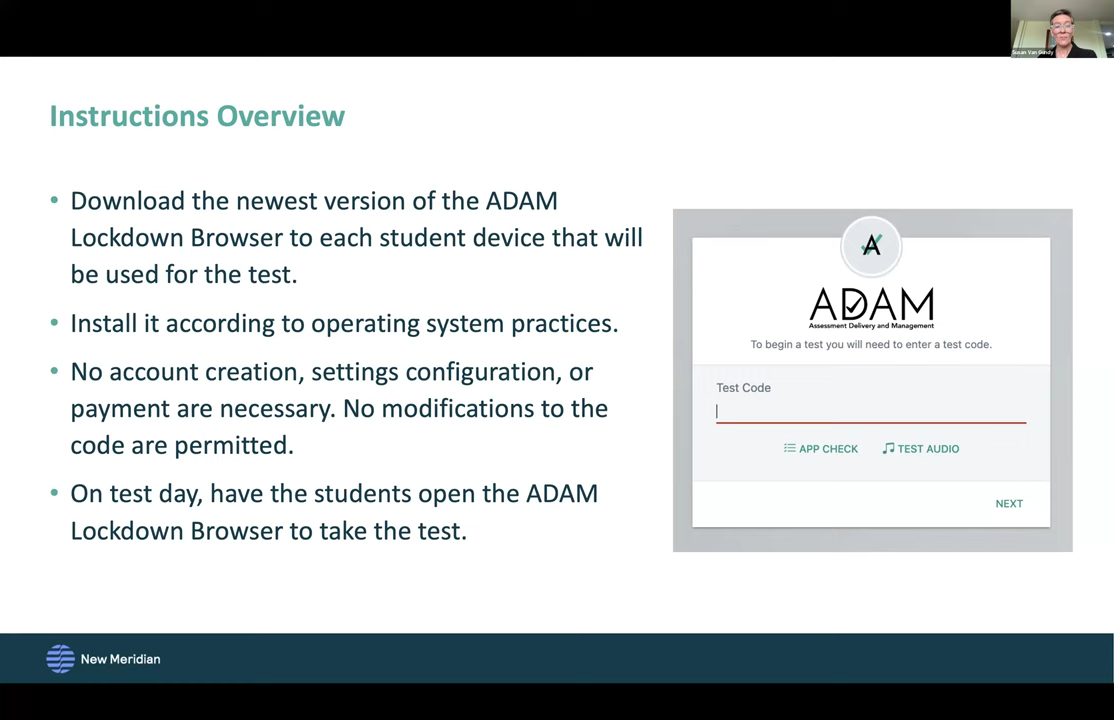 Susan Van Gundy
Instructions Overview
• Download the newest version of the ADAM
Lockdown Browser to each student device that will
be used for the test.
• Install it according to operating system practices.
• No account creation, settings configuration, or
payment are necessary. No modifications to the
code are permitted.
• On test day, have the students open the ADAM
Lockdown Browser to take the test.
A
ADAM
Assessment Delivery and Management
To begin a test you will need to enter a test code.
Test Code
APP CHECK TEST AUDIO
NEXT
New Meridian